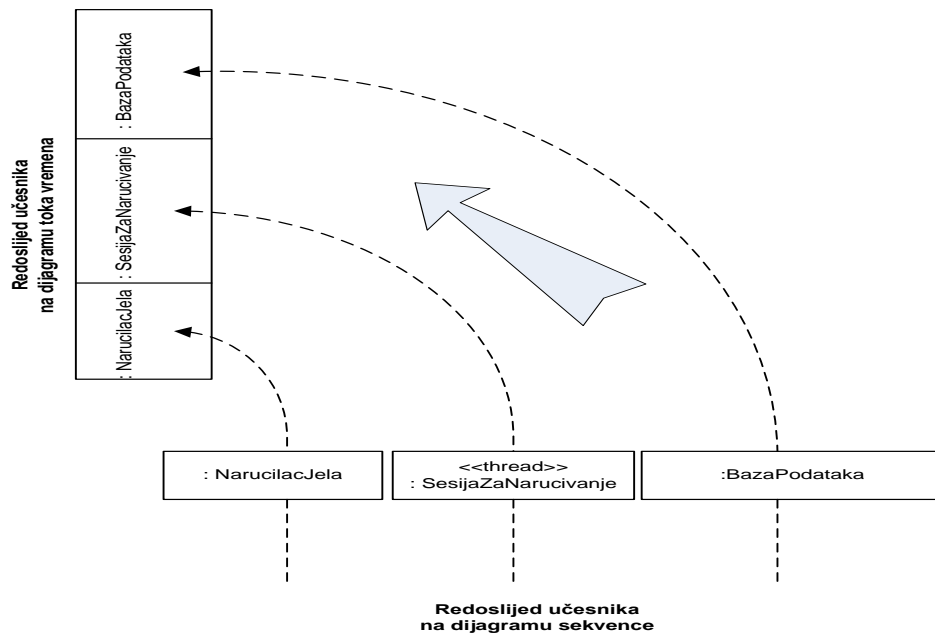 Redoslijed učesnika
na dijagramu toka vremena
: BazaPodataka
: SesijaZaNarucivanje
: NarucilacJela
: NarucilacJela
<<thread>>
: SesijaZaNarucivanje
:BazaPodataka
Redoslijed učesnika
na dijagramu sekvence